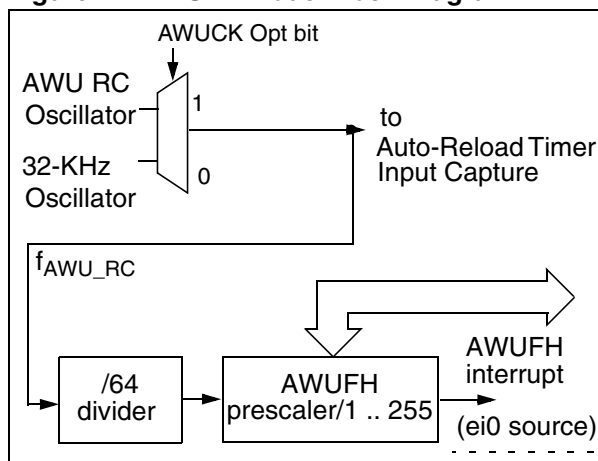 AWUCK Opt bit
AWU RC
Oscillator
1
to
Auto-Reload Timer
Input Capture
32-KHz
Oscillator
0
fAWU_RC
/64
divider
AWUFH
prescaler/1 .. 255
AWUFH
interrupt
(ei0 source)